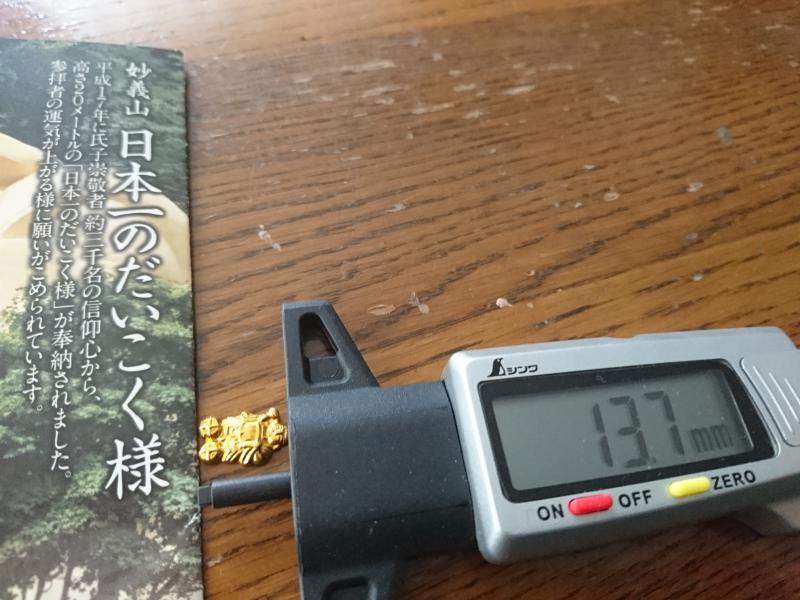 妙義山
日本一のだいこく様
平成17年に氏子崇敬者 約三千名の信仰心から、
高さ20メートルの「日本一のだいこく様」が奉納されました。
参拝者の運気が上がる様に願いがこめられています。
シンワ
13.7 mm
ON OFF ZERO